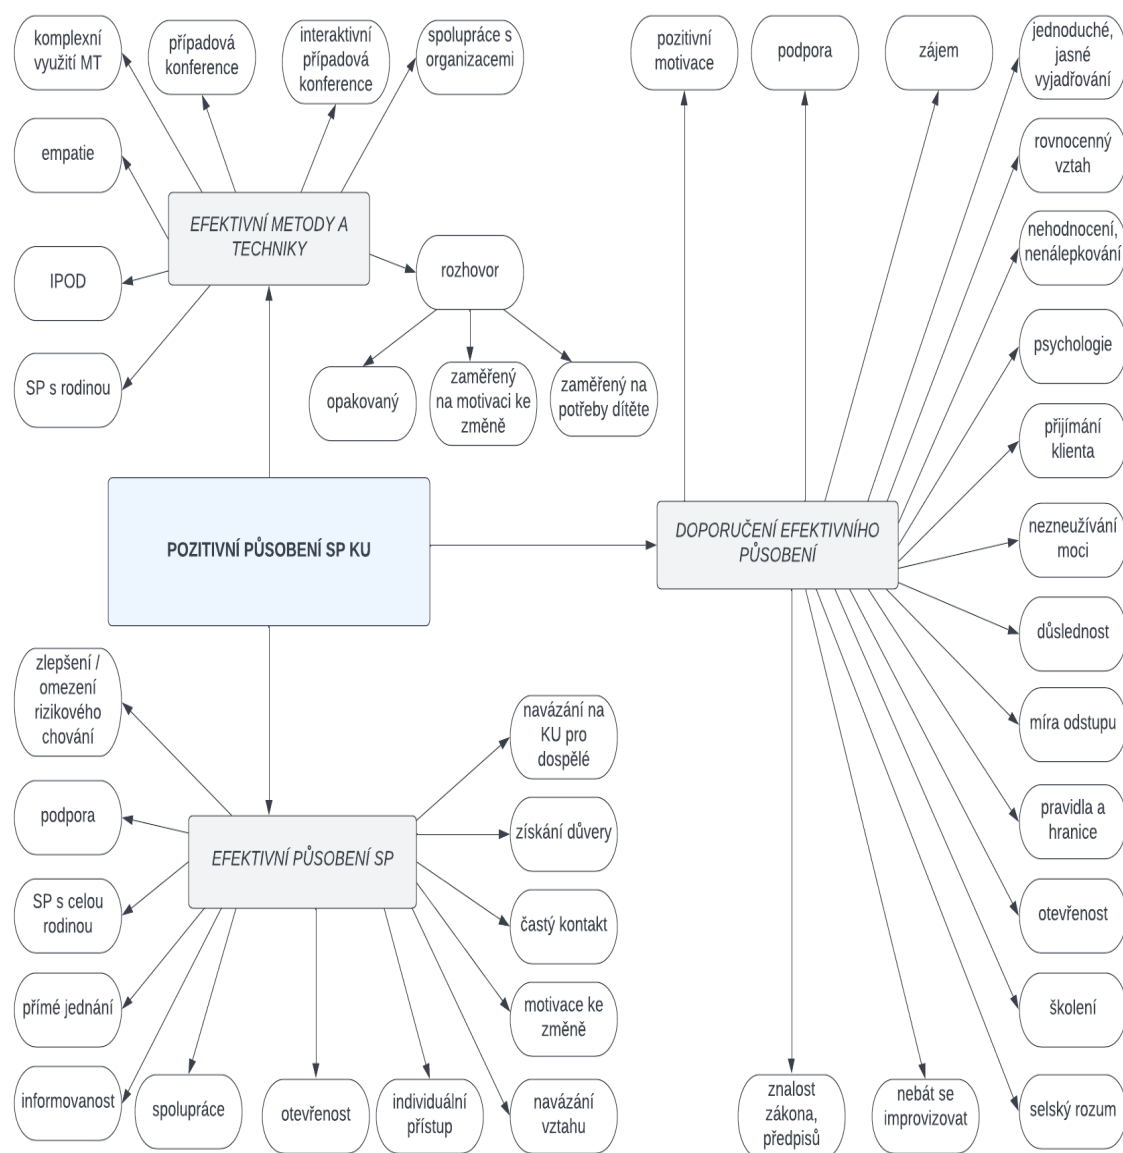 komplexní
využití MT
případová
konference
interaktivní
případová
konference
spolupráce s
organizacemi
empatie
EFEKTIVNÍ METODY A
TECHNIKY
IPOD
rozhovor
SP s rodinou
opakovaný
zaměřený
na motivaci ke
změně
zaměřený na
potřeby dítěte
POZITIVNÍ PŮSOBENÍ SP KU
pozitivní
motivace
podpora
zájem
jednoduché,
jasné
vyjadřování
rovnocenný
vztah
nehodnocení,
nenálepkování
psychologie
přijímání
klienta
DOPORUČENÍ EFEKTIVNÍHO
PŮSOBENÍ
nezneužívání
moci
důslednost
míra odstupu
pravidla a
hranice
otevřenost
školení
znalost
zákona,
předpisů
nebát se
improvizovat
selský rozum
zlepšení /
omezení
rizikového
chování
navázání na
KU pro
dospělé
podpora
získání důvery
EFEKTIVNÍ PŮSOBENÍ SP
SP s celou
rodinou
častý kontakt
přímé jednání
motivace ke
změně
informovanost
spolupráce
otevřenost
individuální
přístup
navázání
vztahu